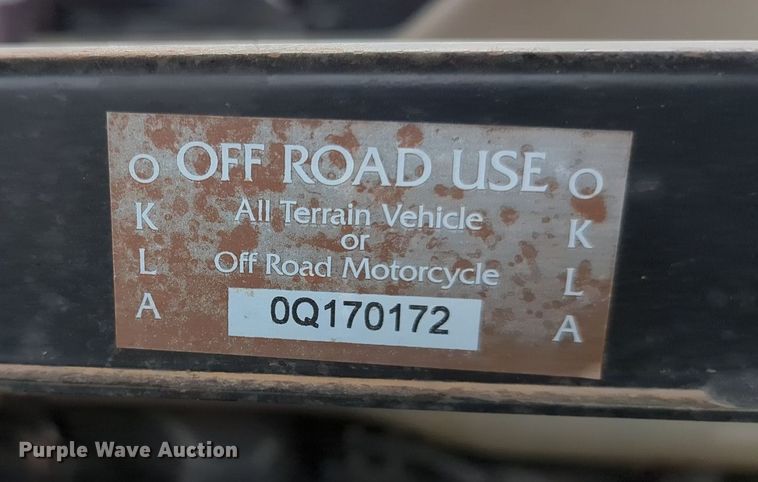 OFF ROAD USE
All Terrain Vehicle
or
Off Road Motorcycle
0Q170172
O
K
L
A
O
K
L
A
Purple Wave Auction